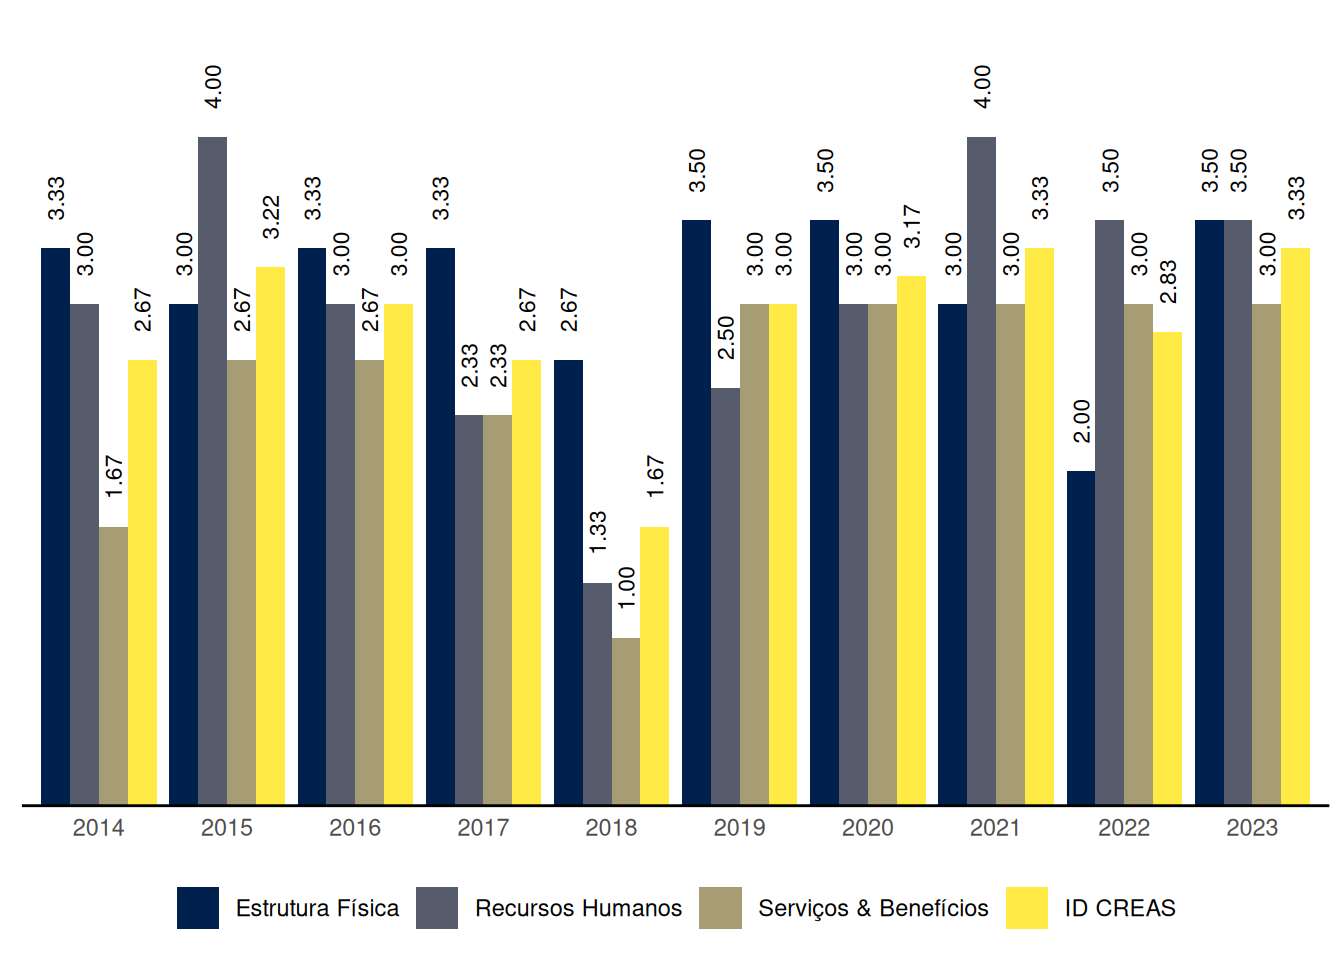 3.33 3.00 1.67 2.67
3.00 4.00 2.67 3.22
3.33 3.00 2.67 3.00
3.33 2.33 2.33 2.67
2.67 1.33 1.00 1.67
3.50 2.50 3.00 3.00
3.50 3.00 3.00 3.17
3.00 4.00 3.00 3.33
2.00 3.50 3.00 2.83
3.50 3.50 3.00 3.33
2014 2015 2016 2017 2018 2019 2020 2021 2022 2023
Estrutura Física Recursos Humanos Serviços & Benefícios ID CREAS